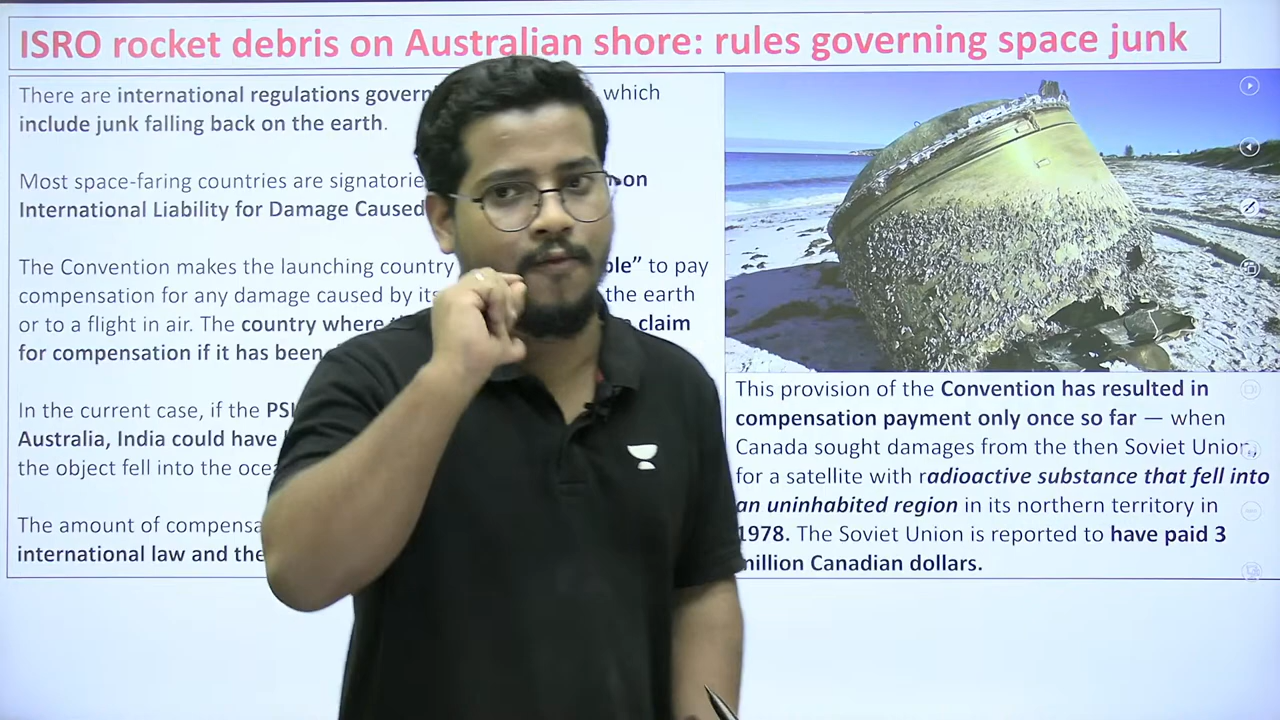 ISRO rocket debris on Australian shore: rules governing space junk
There are international regulations govern which
include junk falling back on the earth.
Most space-faring countries are signatorie on
International Liability for Damage Caused
The Convention makes the launching country ble” to pay
compensation for any damage caused by its the earth
or to a flight in air. The country where claim
for compensation if it has been
In the current case, if the
Australia, India could have
the object fell into the
The amount of
international law and the
This provision of the Convention has resulted in
compensation payment only once so far — when
Canada sought damages from the then Soviet Union,
for a satellite with radioactive substance that fell into
an uninhabited region in its northern territory in
1978. The Soviet Union is reported to have paid 3
million Canadian dollars.